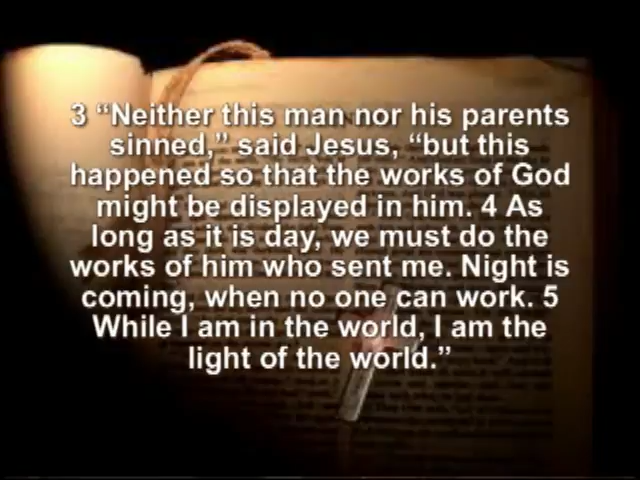 3 “Neither this man nor his parents
sinned,” said Jesus, “but this
happened so that the works of God
might be displayed in him. 4 As
long as it is day, we must do the
works of him who sent me. Night is
coming, when no one can work. 5
While I am in the world, I am the
light of the world.”